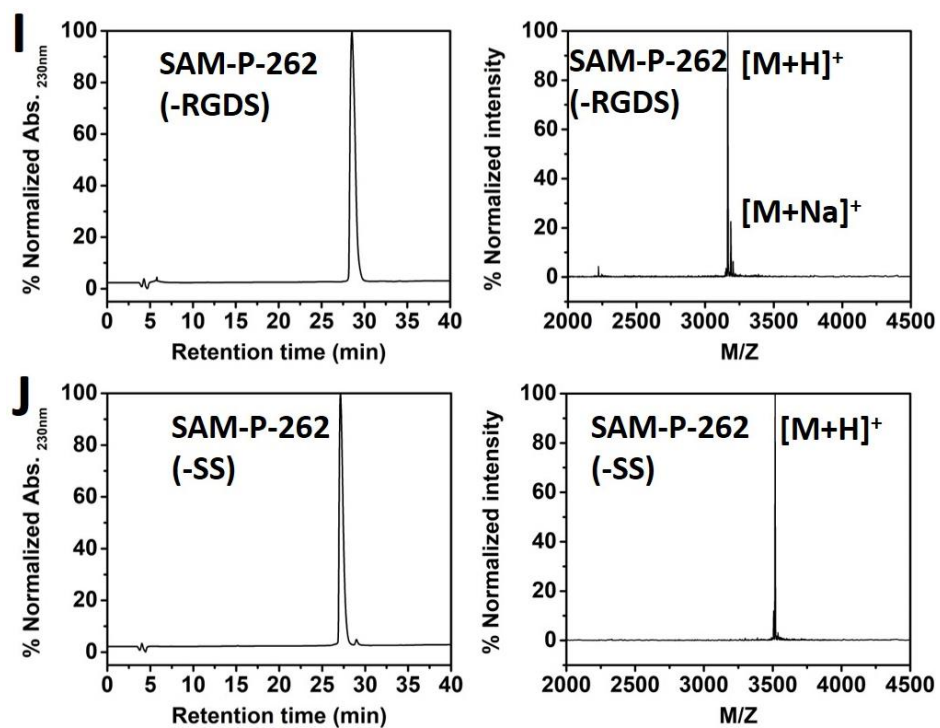 I
% Normalized Abs. 230nm
100
80
60
40
20
0
SAM-P-262
(-RGDS)
0 5 10 15 20 25 30 35 40
Retention time (min)
% Normalized intensity
100
80
60
40
20
0
SAM-P-262
(-RGDS)
[M+H]+
[M+Na]+
2000 2500 3000 3500 4000 4500
M/Z
J
% Normalized Abs. 230nm
100
80
60
40
20
0
SAM-P-262
(-SS)
0 5 10 15 20 25 30 35 40
Retention time (min)
% Normalized intensity
100
80
60
40
20
0
SAM-P-262
(-SS)
[M+H]+
2000 2500 3000 3500 4000 4500
M/Z